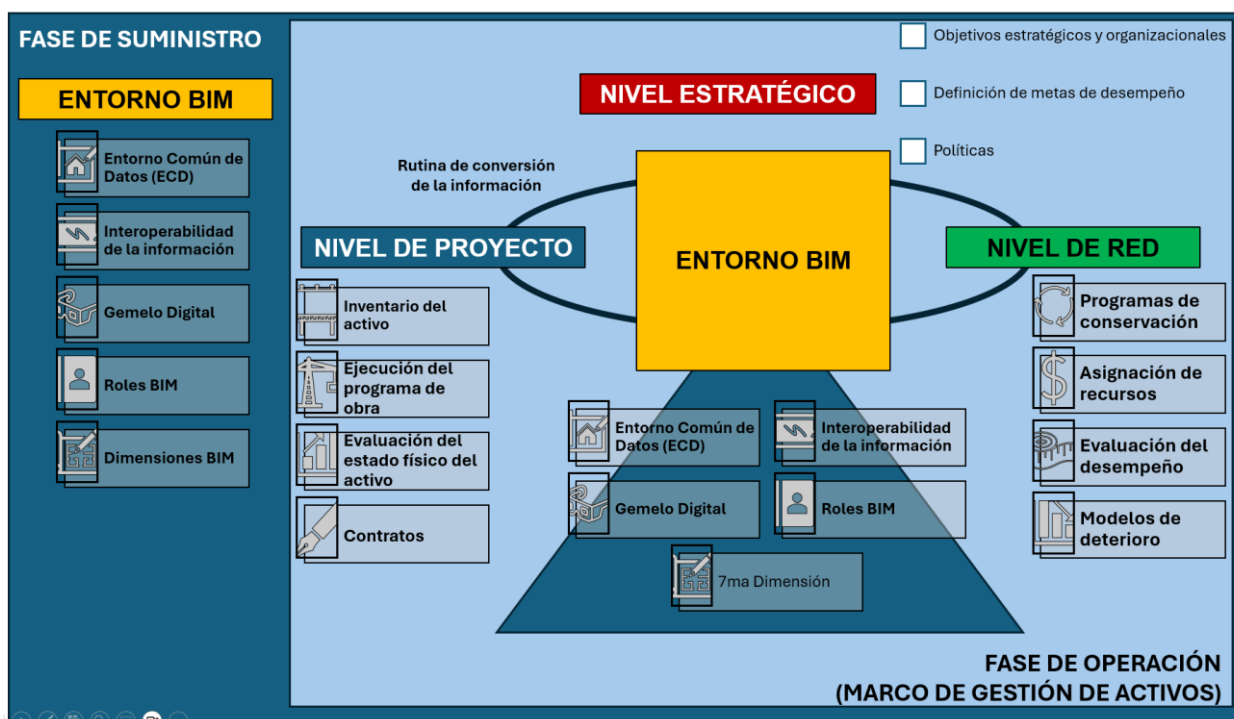 FASE DE SUMINISTRO
ENTORNO BIM
Entorno Común de
Datos (ECD)
Interoperabilidad
de la información
Gemelo Digital
Roles BIM
Dimensiones BIM
Objetivos estratégicos y organizacionales
NIVEL ESTRATÉGICO
Definición de metas de desempeño
Políticas
Rutina de conversión
de la información
NIVEL DE PROYECTO
ENTORNO BIM
NIVEL DE RED
Inventario del
activo
Ejecución del
programa de
obra
Evaluación del
estado físico del
activo
Contratos
Entorno Común de
Datos (ECD)
Interoperabilidad
de la información
Gemelo Digital
Roles BIM
7ma Dimensión
Programas de
conservación
Asignación de
recursos
Evaluación del
desempeño
Modelos de
deterioro
FASE DE OPERACIÓN
(MARCO DE GESTIÓN DE ACTIVOS)